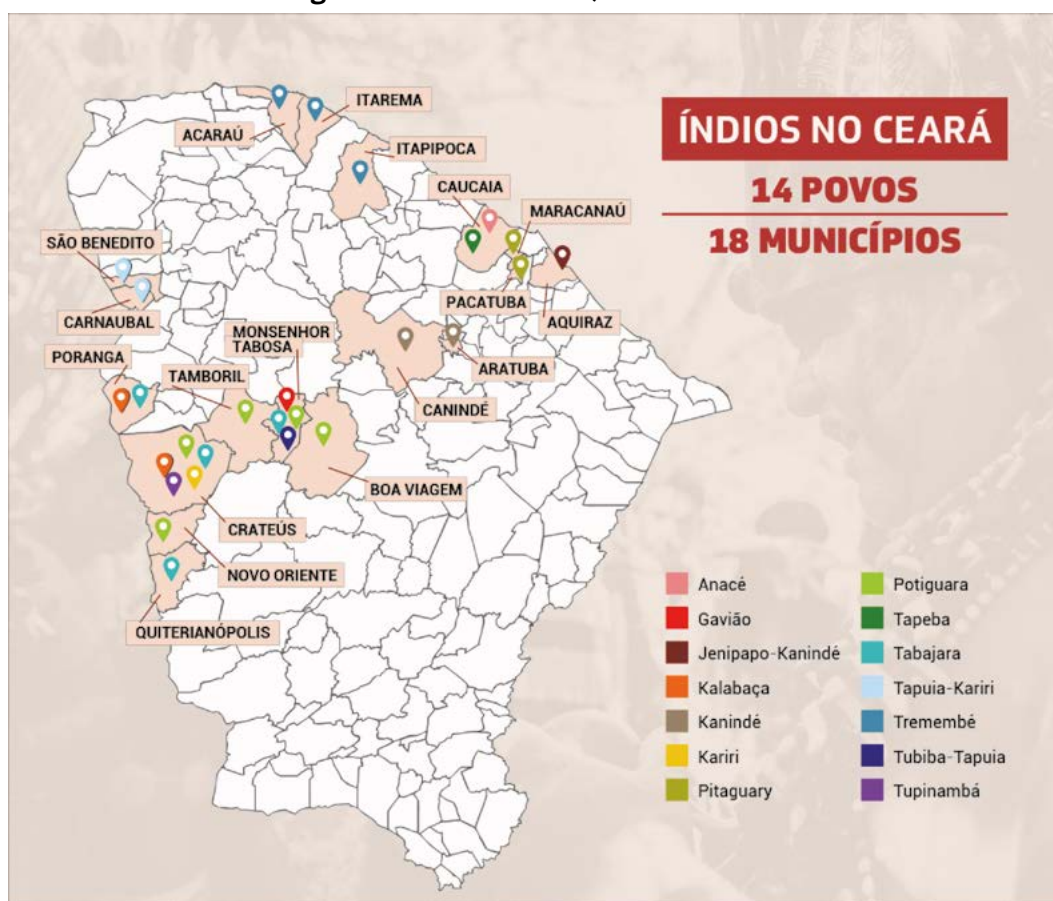 ÍNDIOS NO CEARÁ
14 POVOS
18 MUNICÍPIOS
ITAREMA
ACARAÚ
ITAPIPOCA
CAUCAIA
MARACANAÚ
SÃO BENEDITO
CARNAUBAL
PACATUBA
AQUIRAZ
MONSENHOR
TABOSA
PORANGA
TAMBORIL
ARATUBA
CANINDÉ
BOA VIAGEM
CRATEÚS
NOVO ORIENTE
QUITERIANÓPOLIS
Anacé
Gavião
Jenipapo-Kanindé
Kalabaça
Kanindé
Kariri
Pitaguary
Potiguara
Tapeba
Tabajara
Tapuia-Kariri
Tremembé
Tubiba-Tapuia
Tupinambá